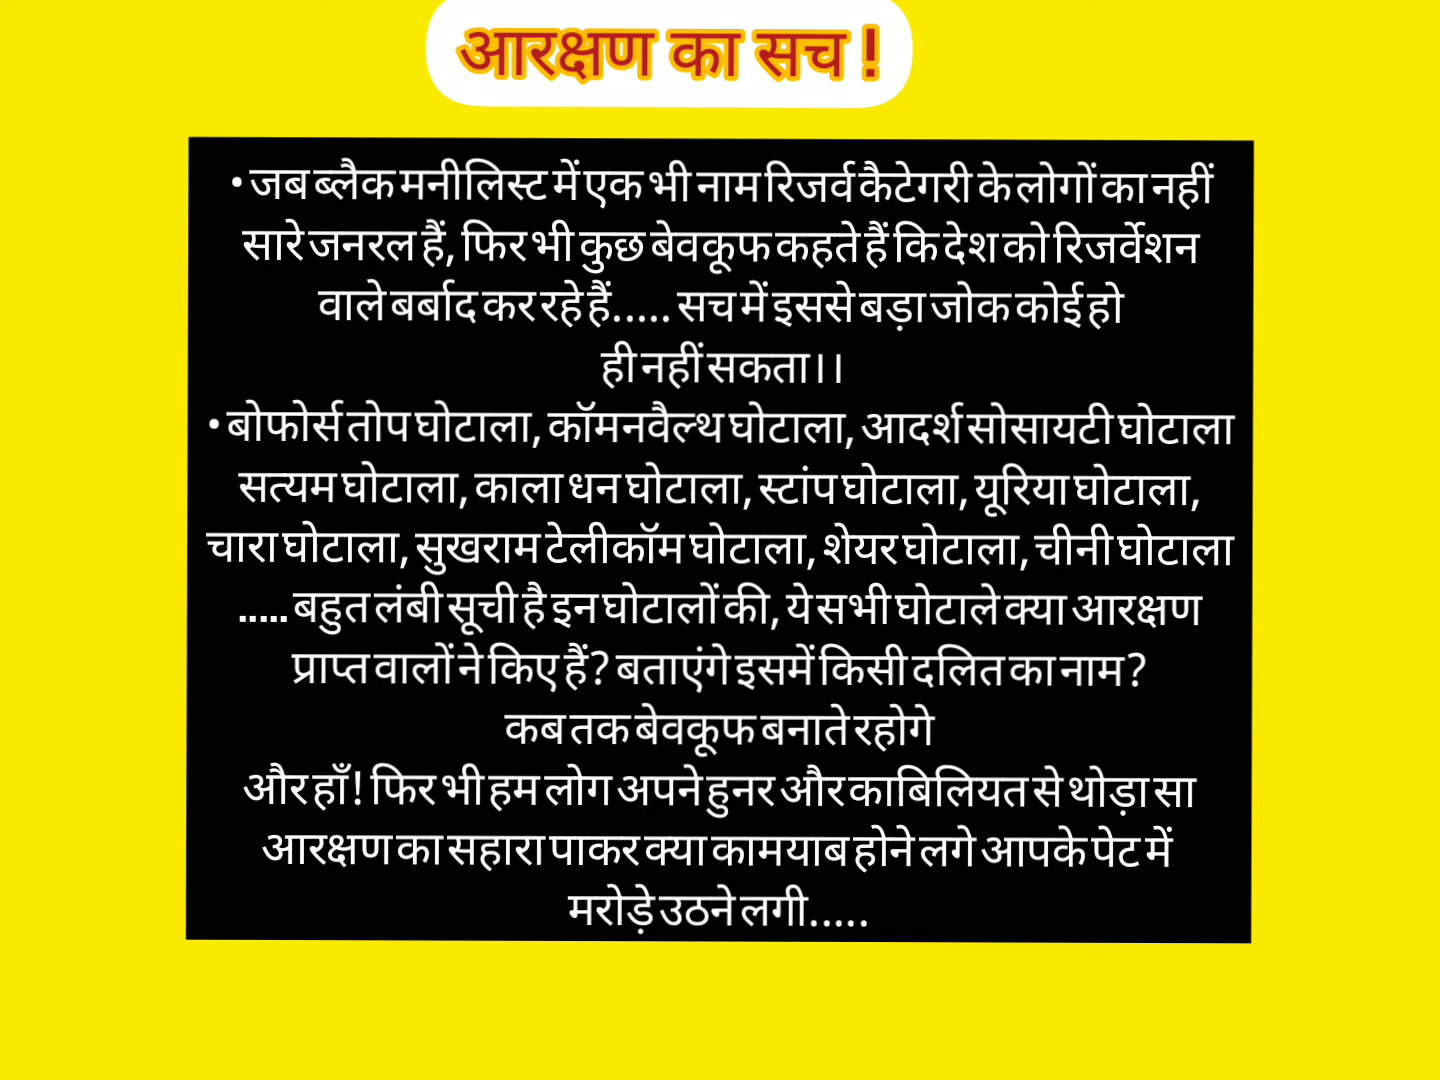 आरक्षण का सच !
• जब ब्लैक मनी लिस्ट में एक भी नाम रिजर्व कैटेगरी के लोगों का नहीं
सारे जनरल हैं, फिर भी कुछ बेवकूफ कहते हैं कि देश को रिजर्वेशन
वाले बर्बाद कर रहे हैं..... सच में इससे बड़ा जोक कोई हो
ही नहीं सकता।।
• बोफोर्स तोप घोटाला, कॉमनवैल्थ घोटाला, आदर्श सोसायटी घोटाला
सत्यम घोटाला, काला धन घोटाला, स्टांप घोटाला, यूरिया घोटाला,
चारा घोटाला, सुखराम टेलीकॉम घोटाला, शेयर घोटाला, चीनी घोटाला
..... बहुत लंबी सूची है इन घोटालों की, ये सभी घोटाले क्या आरक्षण
प्राप्त वालों ने किए हैं? बताएंगे इसमें किसी दलित का नाम?
कब तक बेवकूफ बनाते रहोगे
और हाँ! फिर भी हम लोग अपने हुनर और काबिलियत से थोड़ा सा
आरक्षण का सहारा पाकर क्या कामयाब होने लगे आपके पेट में
मरोड़े उठने लगी.....